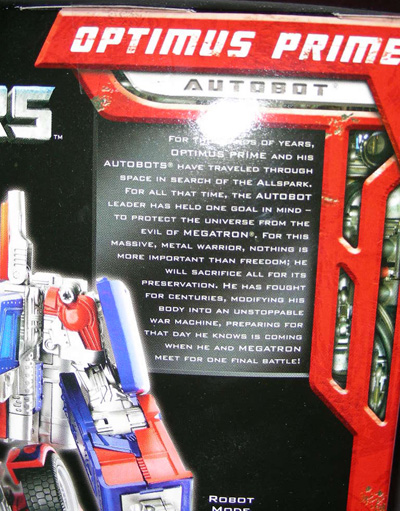 OPTIMUS PRIME
AUTOBOT®
RS™
FOR OF YEARS,
OPTIMUS PRIME AND HIS
AUTOBOTS® HAVE TRAVELED THROUGH
SPACE IN SEARCH OF THE ALLSPARK.
FOR ALL THAT TIME, THE AUTOBOT
LEADER HAS HELD ONE GOAL IN MIND –
TO PROTECT THE UNIVERSE FROM THE
EVIL OF MEGATRON®. FOR THIS
MASSIVE, METAL WARRIOR, NOTHING IS
MORE IMPORTANT THAN FREEDOM; HE
WILL SACRIFICE ALL FOR ITS
PRESERVATION. HE HAS FOUGHT
FOR CENTURIES, MODIFYING HIS
BODY INTO AN UNSTOPPABLE
WAR MACHINE, PREPARING FOR
THAT DAY HE KNOWS IS COMING
WHEN HE AND MEGATRON
MEET FOR ONE FINAL BATTLE!
ROBOT
MODE